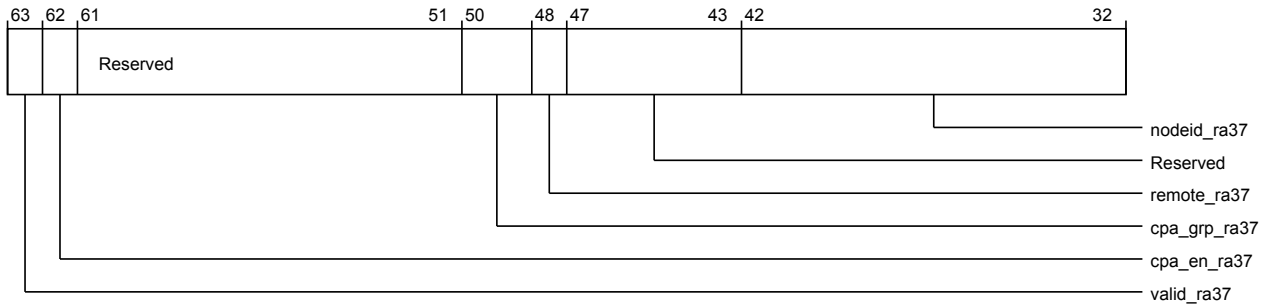 63 62 61 51 50 48 47 43 42 32
Reserved
nodeid_ra37
Reserved
remote_ra37
cpa_grp_ra37
cpa_en_ra37
valid_ra37